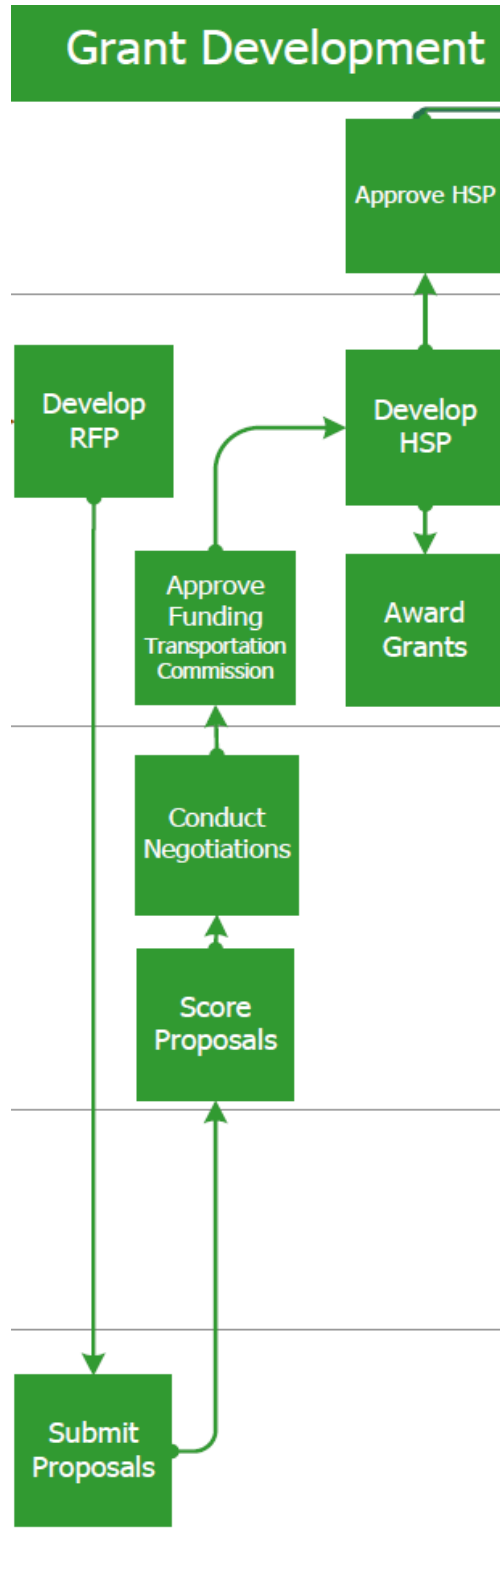 Grant Development
Approve HSP
Develop
RFP
Develop
HSP
Approve
Funding
Transportation
Commission
Award
Grants
Conduct
Negotiations
Score
Proposals
Submit
Proposals